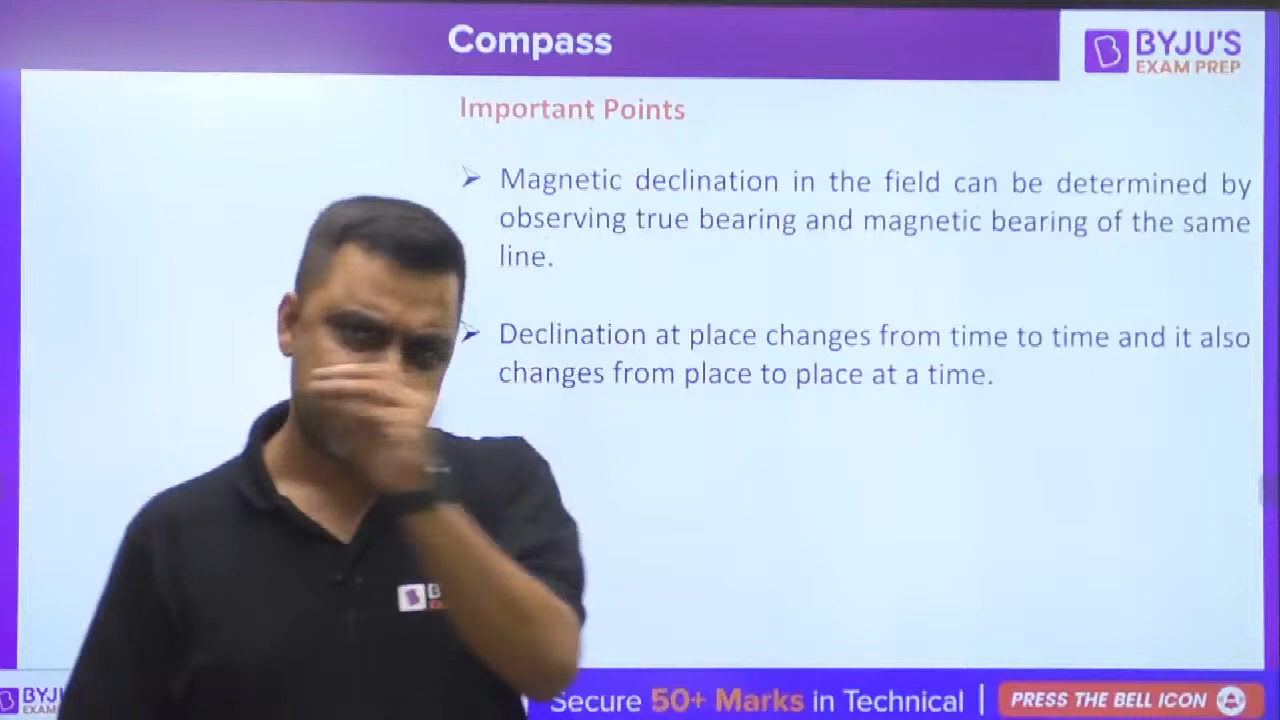 Compass
BYJU'S
EXAM PREP
Important Points
➢ Magnetic declination in the field can be determined by
observing true bearing and magnetic bearing of the same
line.
➢ Declination at place changes from time to time and it also
changes from place to place at a time.
Secure 50+ Marks in Technical | PRESS THE BELL ICON